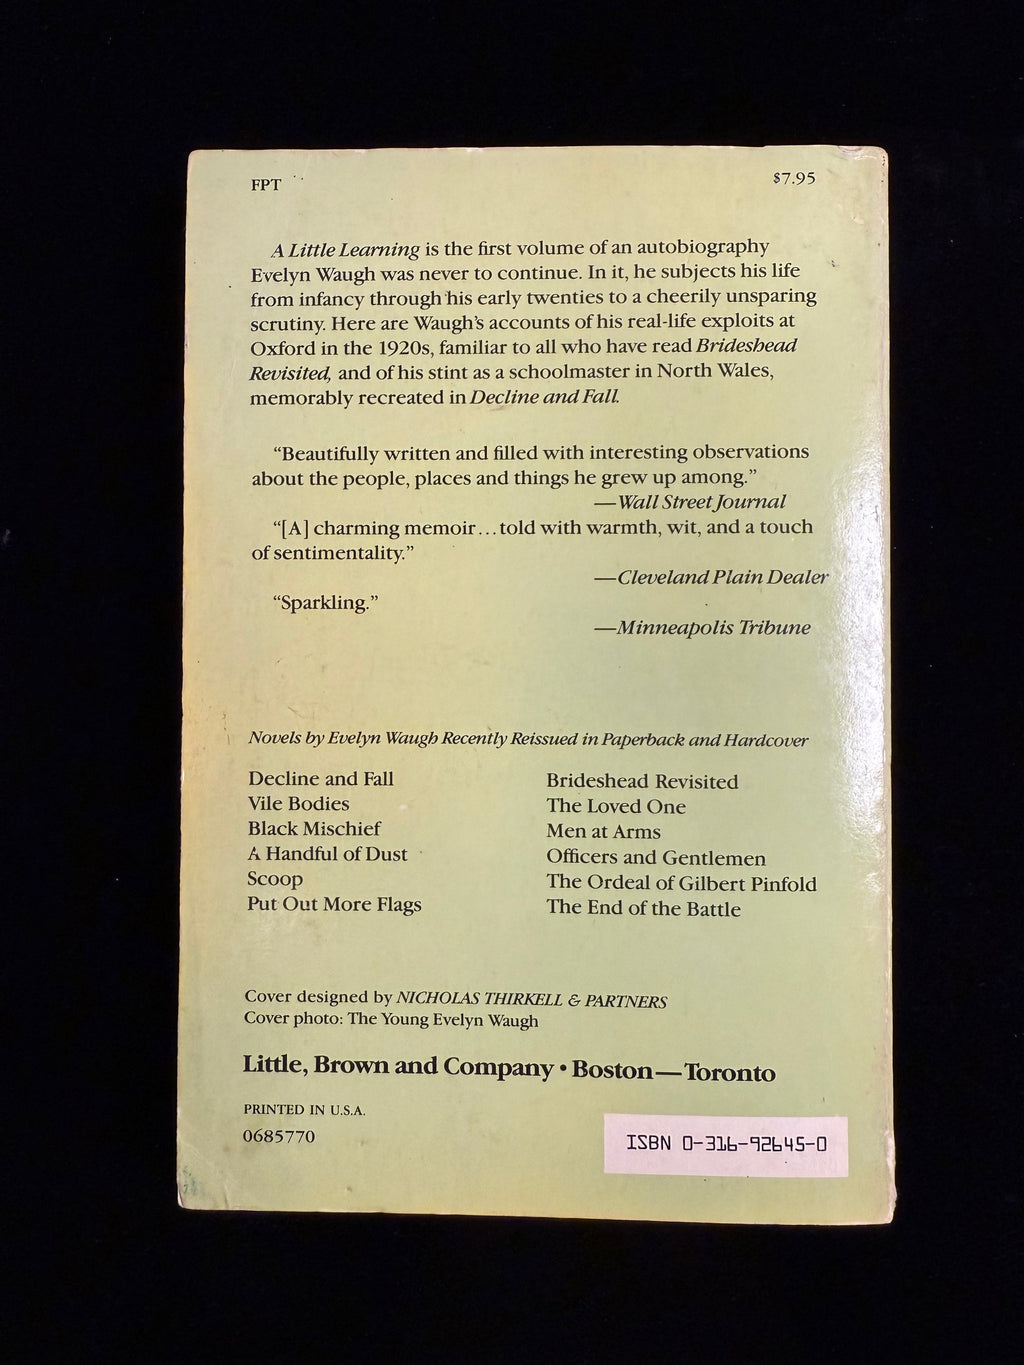 FPT
$7.95
A Little Learning is the first volume of an autobiography
Evelyn Waugh was never to continue. In it, he subjects his life
from infancy through his early twenties to a cheerily unsparing
scrutiny. Here are Waugh's accounts of his real-life exploits at
Oxford in the 1920s, familiar to all who have read Brideshead
Revisited, and of his stint as a schoolmaster in North Wales,
memorably recreated in Decline and Fall.
“Beautifully written and filled with interesting observations
about the people, places and things he grew up among.”
—Wall Street Journal
“[A] charming memoir...told with warmth, wit, and a touch
of sentimentality.”
—Cleveland Plain Dealer
“Sparkling.”
—Minneapolis Tribune
Novels by Evelyn Waugh Recently Reissued in Paperback and Hardcover
Decline and Fall
Vile Bodies
Black Mischief
A Handful of Dust
Scoop
Put Out More Flags
Brideshead Revisited
The Loved One
Men at Arms
Officers and Gentlemen
The Ordeal of Gilbert Pinfold
The End of the Battle
Cover designed by NICHOLAS THIRKELL & PARTNERS
Cover photo: The Young Evelyn Waugh
Little, Brown and Company • Boston—Toronto
PRINTED IN U.S.A.
0685770
ISBN 0-316-92645-0